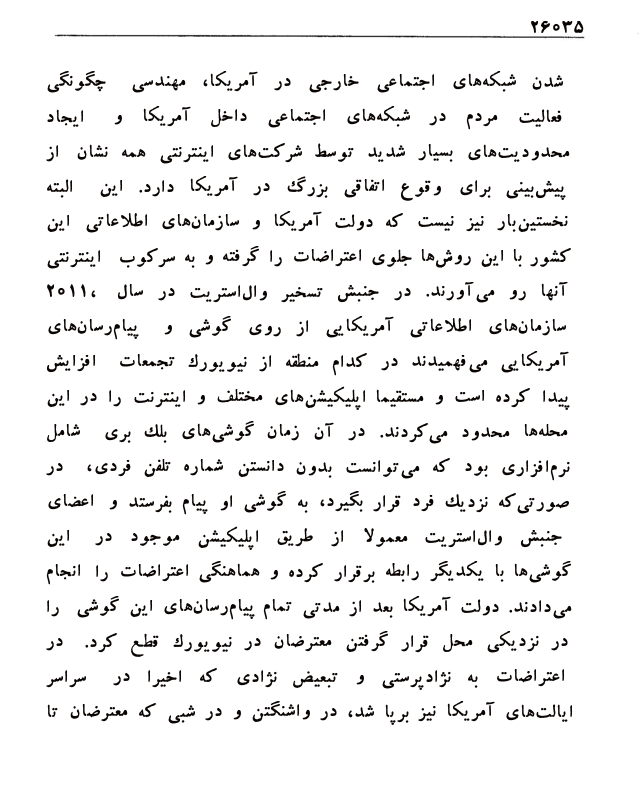 ۲۶۰۳۵
شدن شبکه‌های اجتماعی خارجی در آمریکا، مهندسی چگونگی
فعالیت مردم در شبکه‌های اجتماعی داخل آمریکا و ایجاد
محدودیت‌های بسیار شدید توسط شرکت‌های اینترنتی همه نشان از
پیش‌بینی برای وقوع اتفاقی بزرگ در آمریکا دارد. این البته
نخستین‌بار نیز نیست که دولت آمریکا و سازمان‌های اطلاعاتی این
کشور با این روش‌ها جلوی اعتراضات را گرفته و به سرکوب اینترنتی
آنها رو می‌آورند. در جنبش تسخیر وال‌استریت در سال ۲۰۱۱،
سازمان‌های اطلاعاتی آمریکایی از روی گوشی و پیام‌رسان‌های
آمریکایی می‌فهمیدند در کدام منطقه از نیویورك تجمعات افزایش
پیدا کرده است و مستقیما اپلیکیشن‌های مختلف و اینترنت را در این
محله‌ها محدود می‌کردند. در آن زمان گوشی‌های بلك بری شامل
نرم‌افزاری بود که می‌توانست بدون دانستن شماره تلفن فردی، در
صورتی‌که نزدیك فرد قرار بگیرد، به گوشی او پیام بفرستد و اعضای
جنبش وال‌استریت معمولا از طریق اپلیکیشن موجود در این
گوشی‌ها با یکدیگر رابطه برقرار کرده و هماهنگی اعتراضات را انجام
می‌دادند. دولت آمریکا بعد از مدتی تمام پیام‌رسان‌های این گوشی را
در نزدیکی محل قرار گرفتن معترضان در نیویورك قطع کرد. در
اعتراضات به نژادپرستی و تبعیض نژادی که اخیرا در سراسر
ایالت‌های آمریکا نیز برپا شد، در واشنگتن و در شبی که معترضان تا